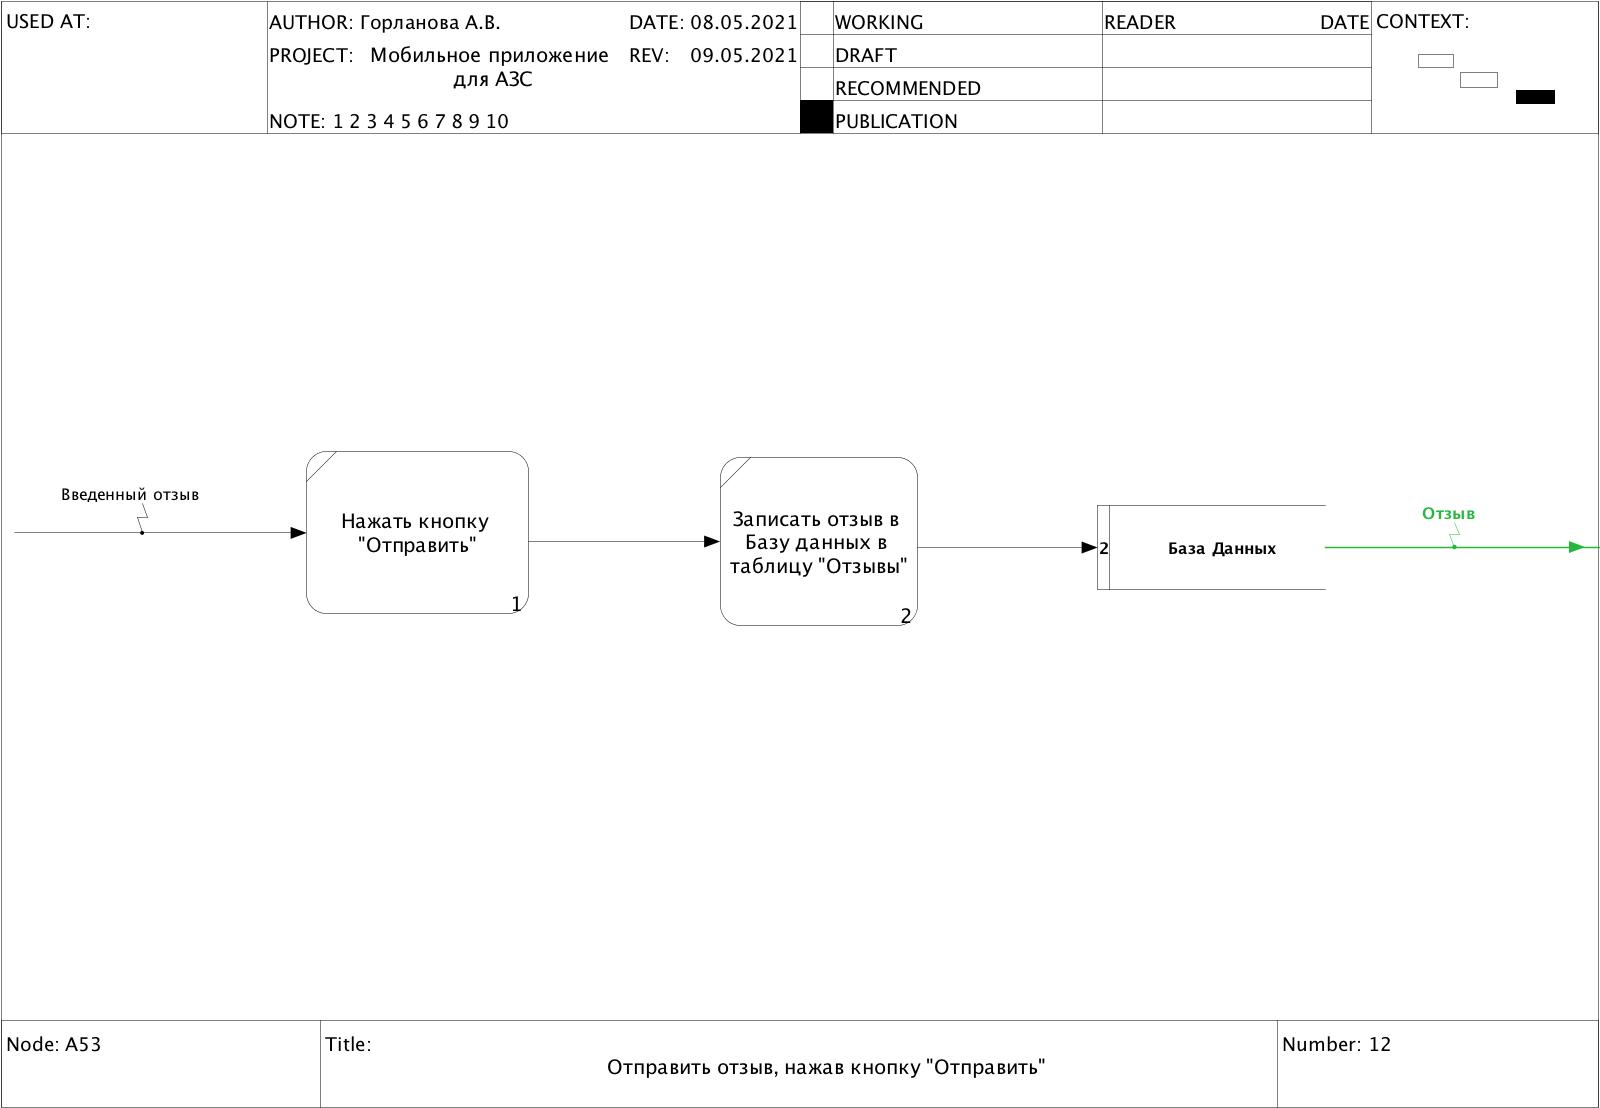 USED AT:
AUTHOR: Горланова А.В.
DATE: 08.05.2021
PROJECT: Мобильное приложение
для АЗС
REV: 09.05.2021
NOTE: 1 2 3 4 5 6 7 8 9 10
WORKING
DRAFT
RECOMMENDED
PUBLICATION
READER DATE
CONTEXT:
Введенный отзыв
Нажать кнопку
"Отправить"
1
Записать отзыв в
Базу данных в
таблицу "Отзывы"
2
2
База Данных
Отзыв
Node: A53
Title:
Отправить отзыв, нажав кнопку "Отправить"
Number: 12